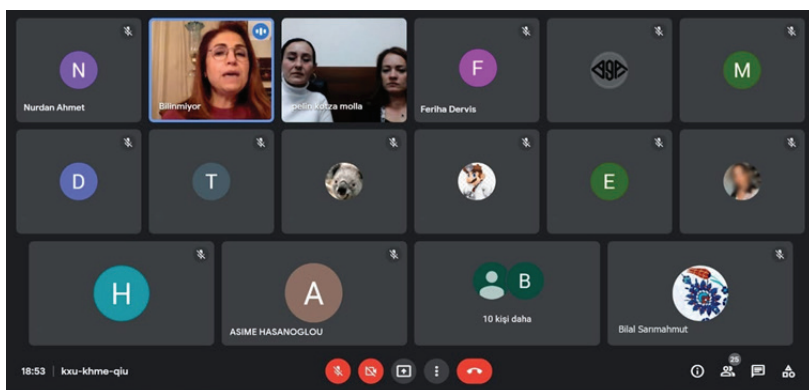 N
Nurdan Ahmet
Bilinmiyor
pelin kotza molla
F
Feriha Dervis
M
D
T
E
H
A
ASIME HASANOGLOU
B
10 kişi daha
Bilal Sarımahmut
18:53 | kxu-khme-qiu
25